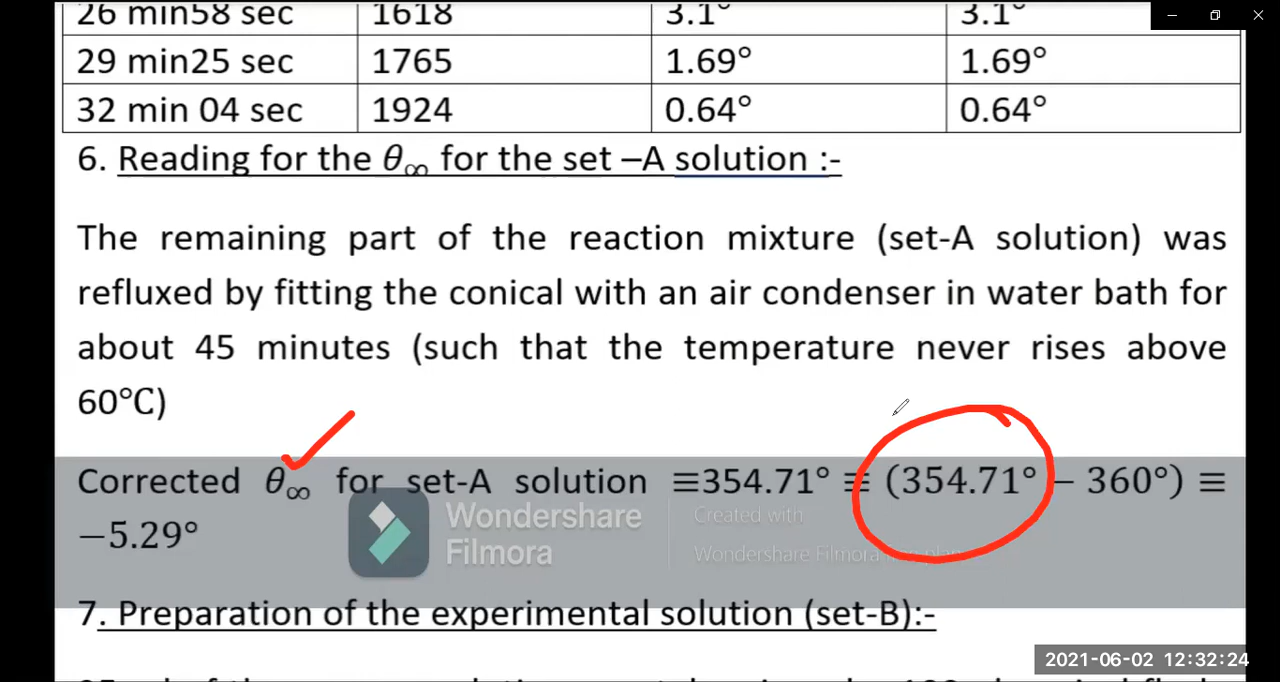 26 min58 sec 1618 3.1° 3.1°
29 min25 sec 1765 1.69° 1.69°
32 min 04 sec 1924 0.64° 0.64°
6. Reading for the θ∞ for the set –A solution :-
The remaining part of the reaction mixture (set-A solution) was
refluxed by fitting the conical with an air condenser in water bath for
about 45 minutes (such that the temperature never rises above
60°C)
Corrected θ∞ for set-A solution ≡354.71° ≡ (354.71° − 360°) ≡
−5.29°
Wondershare
Filmora
Created with
Wondershare Filmora
7. Preparation of the experimental solution (set-B):-
2021-06-02 12:32:24